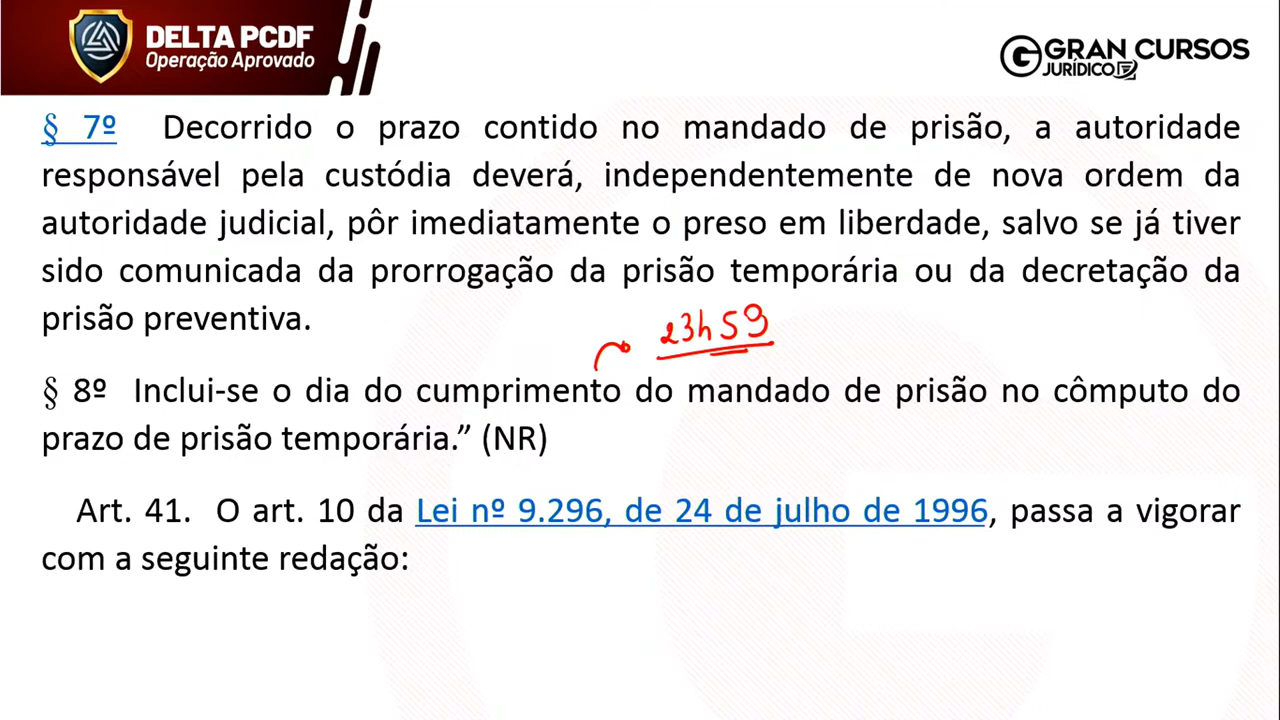 DELTA PCDF
Operação Aprovado
GRAN CURSOS
JURÍDICO
§ 7º Decorrido o prazo contido no mandado de prisão, a autoridade
responsável pela custódia deverá, independentemente de nova ordem da
autoridade judicial, pôr imediatamente o preso em liberdade, salvo se já tiver
sido comunicada da prorrogação da prisão temporária ou da decretação da
prisão preventiva.
23h59
§ 8º Inclui-se o dia do cumprimento do mandado de prisão no cômputo do
prazo de prisão temporária.” (NR)
Art. 41. O art. 10 da Lei nº 9.296, de 24 de julho de 1996, passa a vigorar
com a seguinte redação: